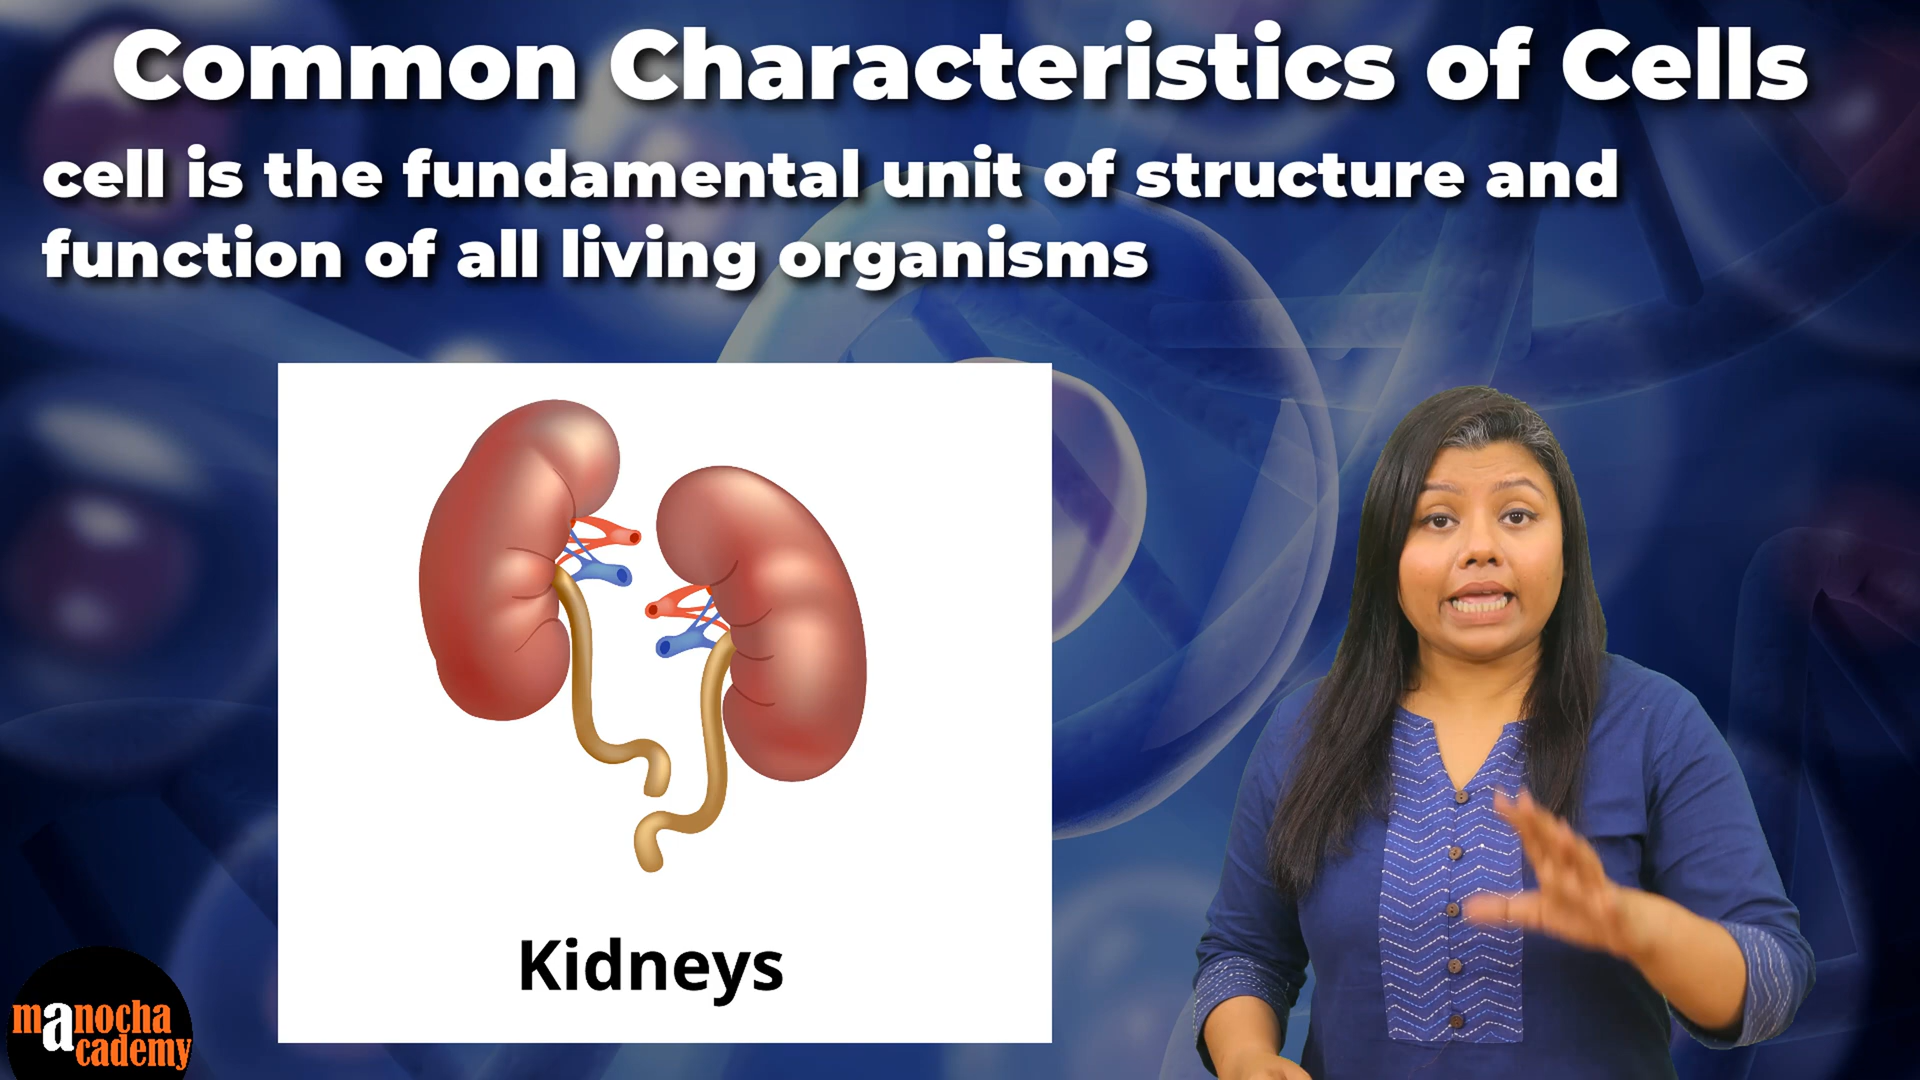 Common Characteristics of Cells
cell is the fundamental unit of structure and
function of all living organisms
Kidneys
manocha
academy